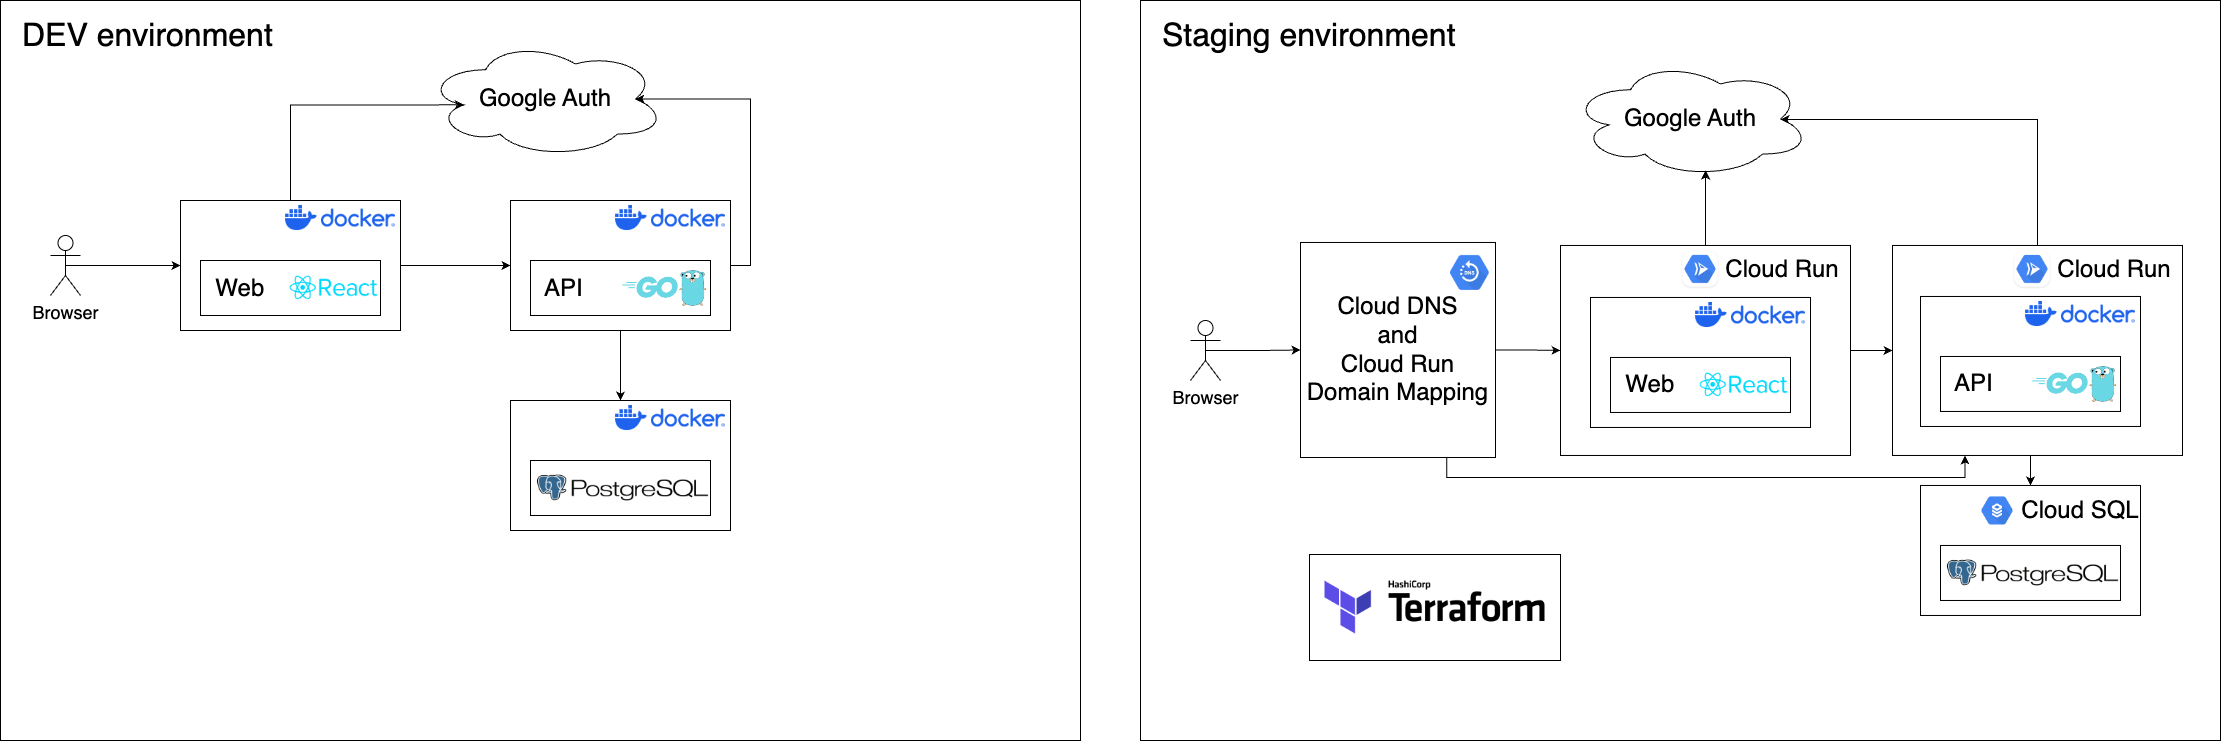 DEV environment
Google Auth
docker
docker
Browser
Web React
API GO
docker
PostgreSQL
Staging environment
Google Auth
DNS
Cloud Run
Cloud Run
Cloud DNS
and
Cloud Run
Domain Mapping
docker
docker
Browser
Web React
API GO
Cloud SQL
PostgreSQL
HashiCorp
Terraform